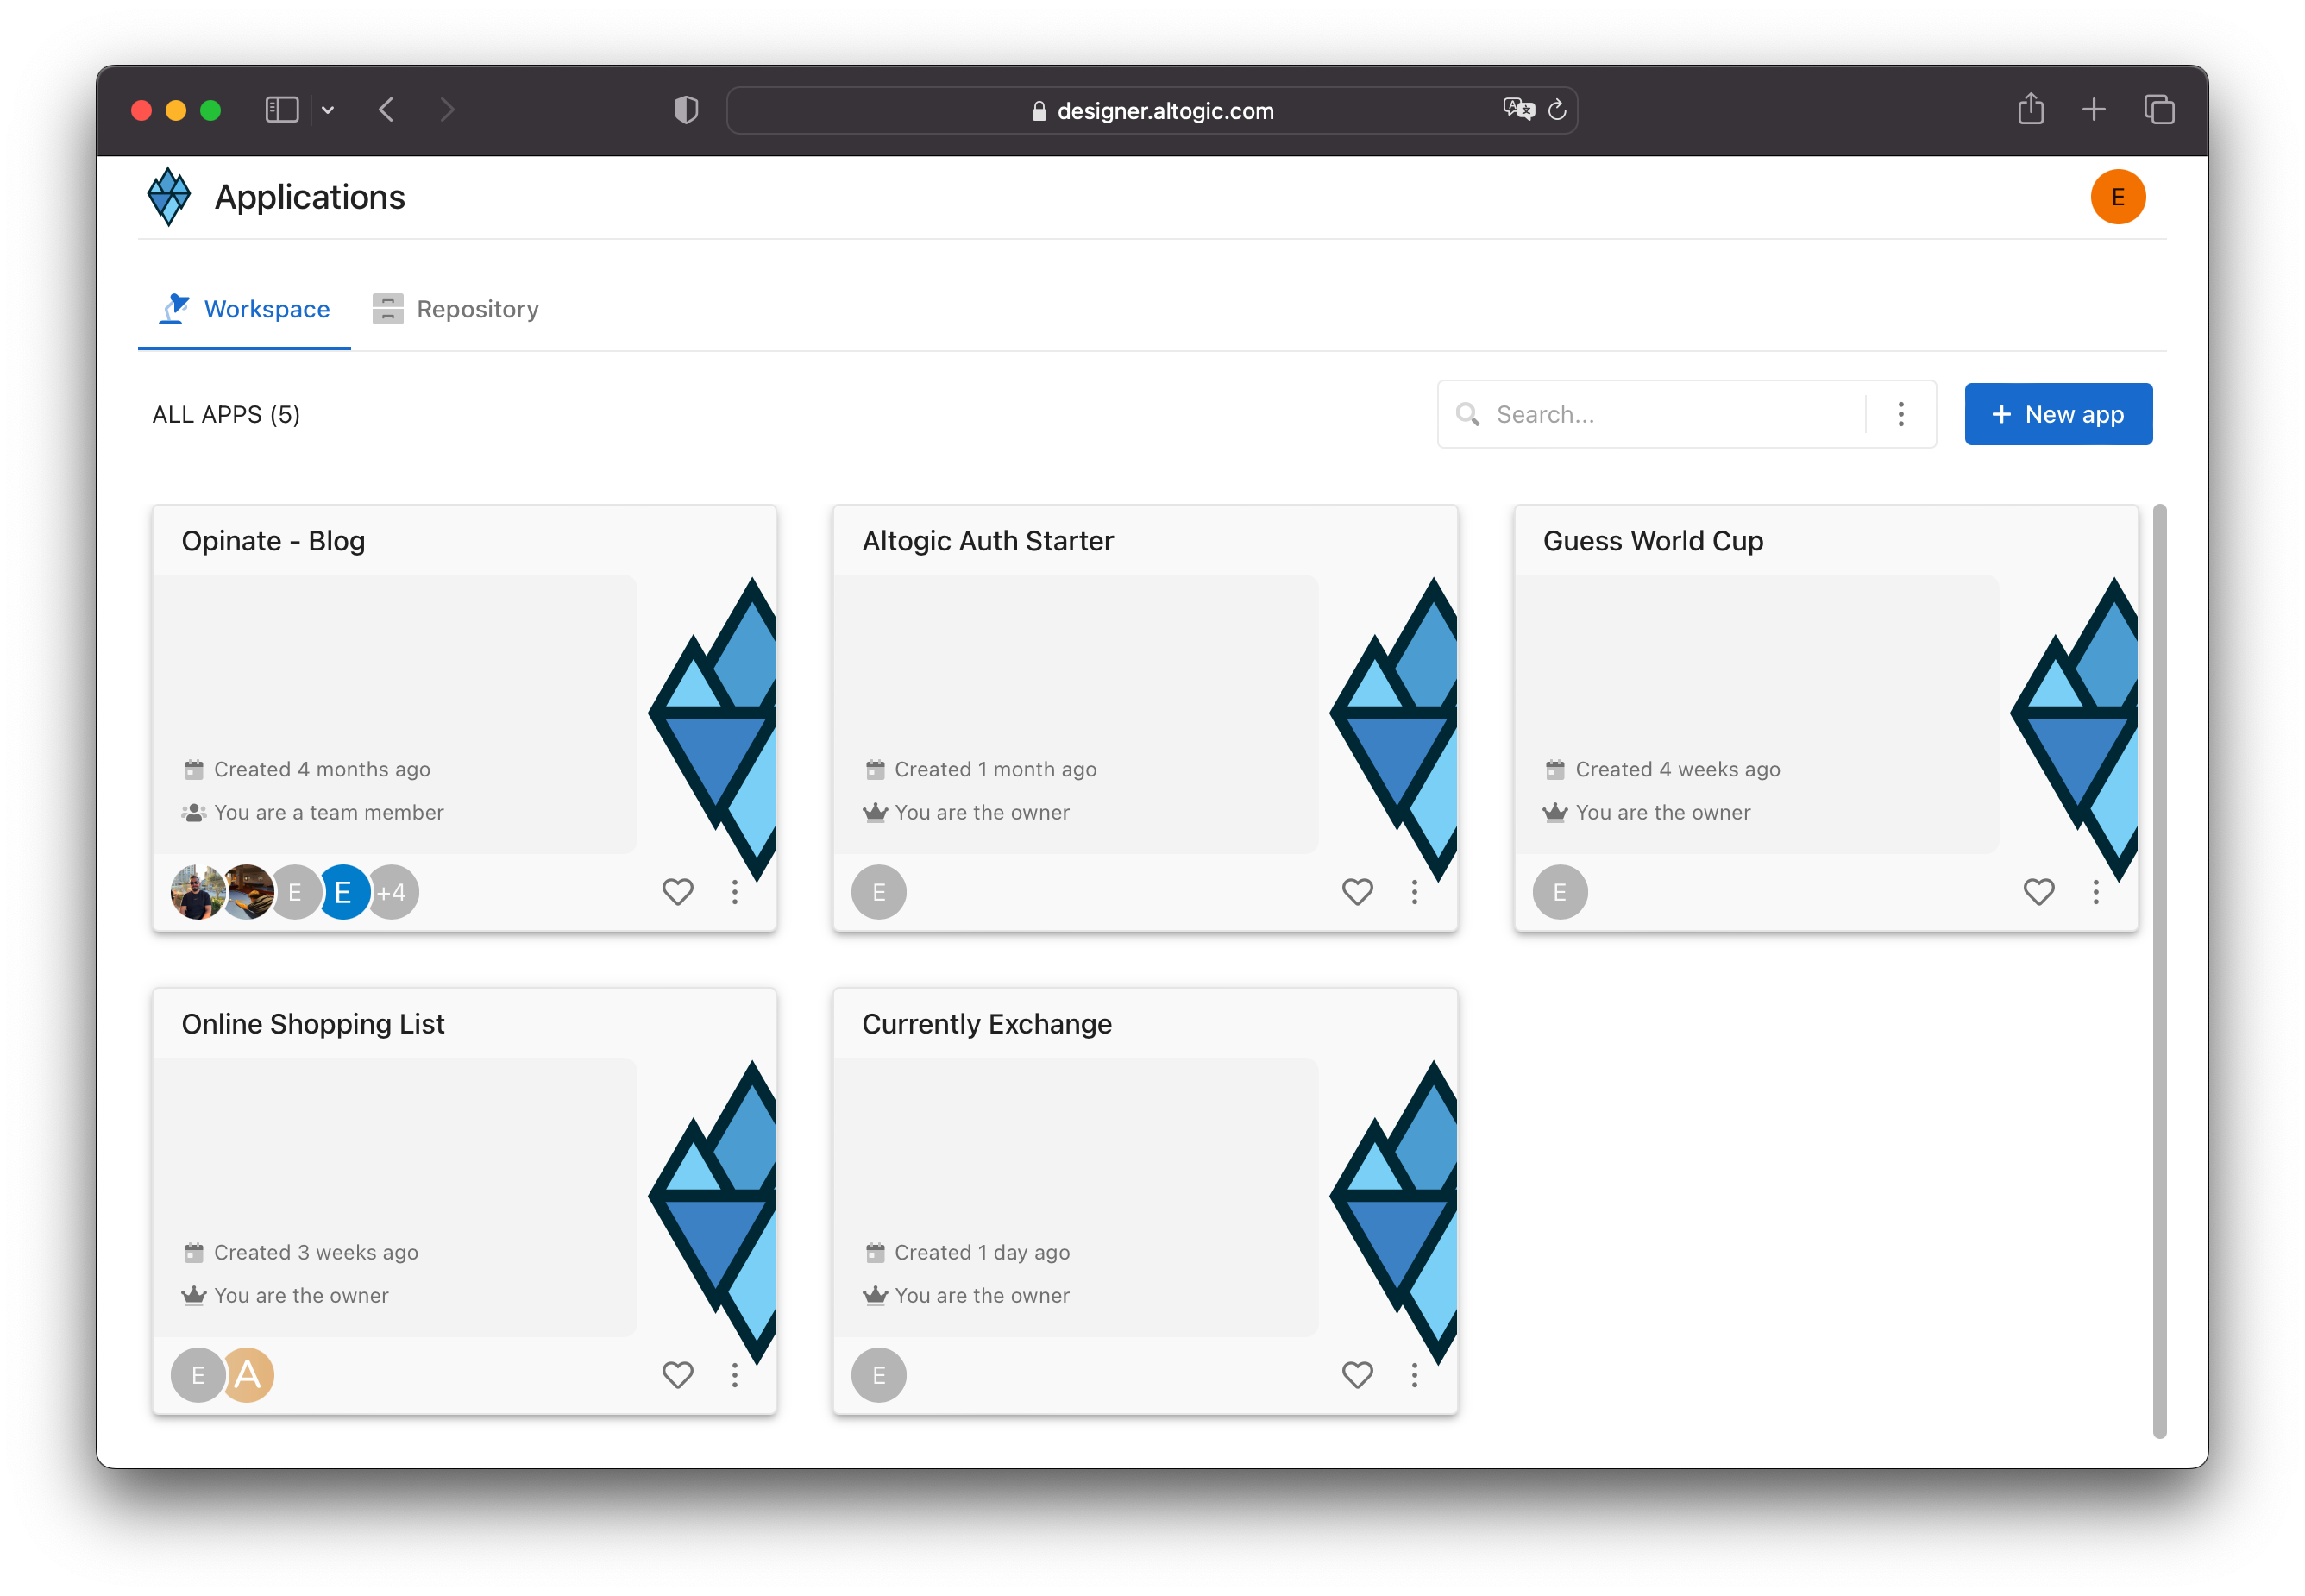 designer.altogic.com
Applications
E
Workspace
Repository
ALL APPS (5)
Search...
+ New app
Opinate - Blog
Created 4 months ago
You are a team member
E
E
+4
Altogic Auth Starter
Created 1 month ago
You are the owner
E
Guess World Cup
Created 4 weeks ago
You are the owner
E
Online Shopping List
Created 3 weeks ago
You are the owner
E
A
Currently Exchange
Created 1 day ago
You are the owner
E